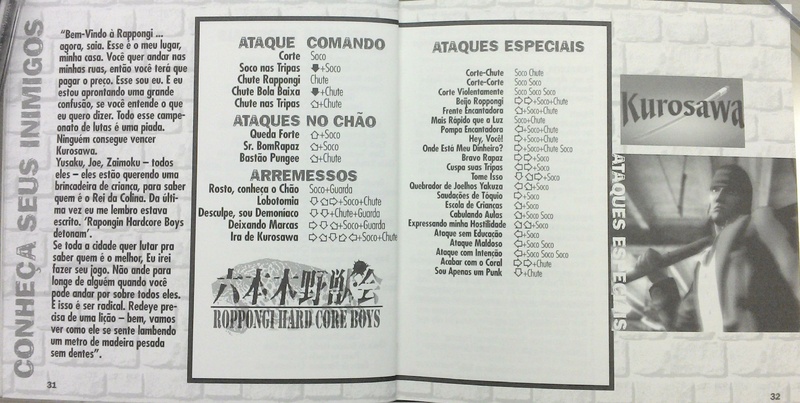 CONHEÇA SEUS INIMIGOS
"Bem-Vindo à Rappongi ...
agora, saia. Esse é o meu lugar,
minha casa. Você quer andar nas
minhas ruas, então você terá que
pagar o preço. Esse sou eu. E eu
estou aprontando uma grande
confusão, se você entende o que
eu quero dizer. Todo esse campe-
onato de lutas é uma piada.
Ninguém consegue vencer
Kurosawa.
Yusaku, Joe, Zaimoku – todos
eles – eles estão querendo uma
brincadeira de criança, para saber
quem é o Rei da Colina. Da últi-
ma vez eu me lembro estava
escrito. 'Rapongin Hardcore Boys
detonam'.
Se toda a cidade quer lutar pra
saber quem é o melhor, Eu irei
fazer seu jogo. Não ande para
longe de alguém quando você
pode andar por sobre todos eles.
E isso é ser radical. Redeye pre-
cisa de uma lição – bem, vamos
ver como ele se sente lambendo
um metro de madeira pesada
sem dentes".
31
ATAQUE COMANDO
Corte Soco
Soco nas Tripas ⬇+Soco
Chute Rappongi Chute
Chute Bola Baixa ⬇+Chute
Chute nas Tripas ⇧+Chute
ATAQUES NO CHÃO
Queda Forte ⇧+Soco
Sr. BomRapaz ⇧+Soco
Bastão Pungee ⇧+Chute
ARREMESSOS
Rosto, conheça o Chão Soco+Guarda
Lobotomia ⇩⇧⇨+Soco+Chute
Desculpe, sou Demoníaco ⇩⇩+Chute+Guarda
Deixando Marcas ⇨⇩⇨+Soco+Guarda
Ira de Kurosawa ⇨⇧⇩⇧⇦+Soco+Chute
六本木野獣会
ROPPONGI HARD CORE BOYS
ATAQUES ESPECIAIS
Corte-Chute Soco Chute
Corte-Corte Soco Soco
Corte Violentamente Soco Soco Soco
Beijo Roppongi ⇨⇨+Soco+Chute
Frente Encantadora ⇧+Soco+Chute
Mais Rápido que a Luz Soco+Chute
Pompa Encantadora ⇦+Soco+Chute
Hey, Você! ⇦+Soco+Chute
Onde Está Meu Dinheiro? ⇦+Soco+Chute Soco
Bravo Rapaz ⇨⇨+Soco
Cuspa suas Tripas ⇦⇨+Soco
Tome Isso ⇩⇧⇨+Soco
Quebrador de Joelhos Yakuza ⇦⇧+Soco
Saudações de Tóquio ⇨+Soco
Escola de Crianças ⇧+Soco
Cabulando Aulas ⇧+Soco Soco
Expressando minha Hostilidade ⇧⇧+Soco
Ataque sem Educação ⇦+Soco
Ataque Maldoso ⇦+Soco Soco
Ataque com Intenção ⇦+Soco Soco Soco
Acabar com o Coral ⇨⇨+Chute
Sou Apenas um Punk ⇩+Chute
Kurosawa
32